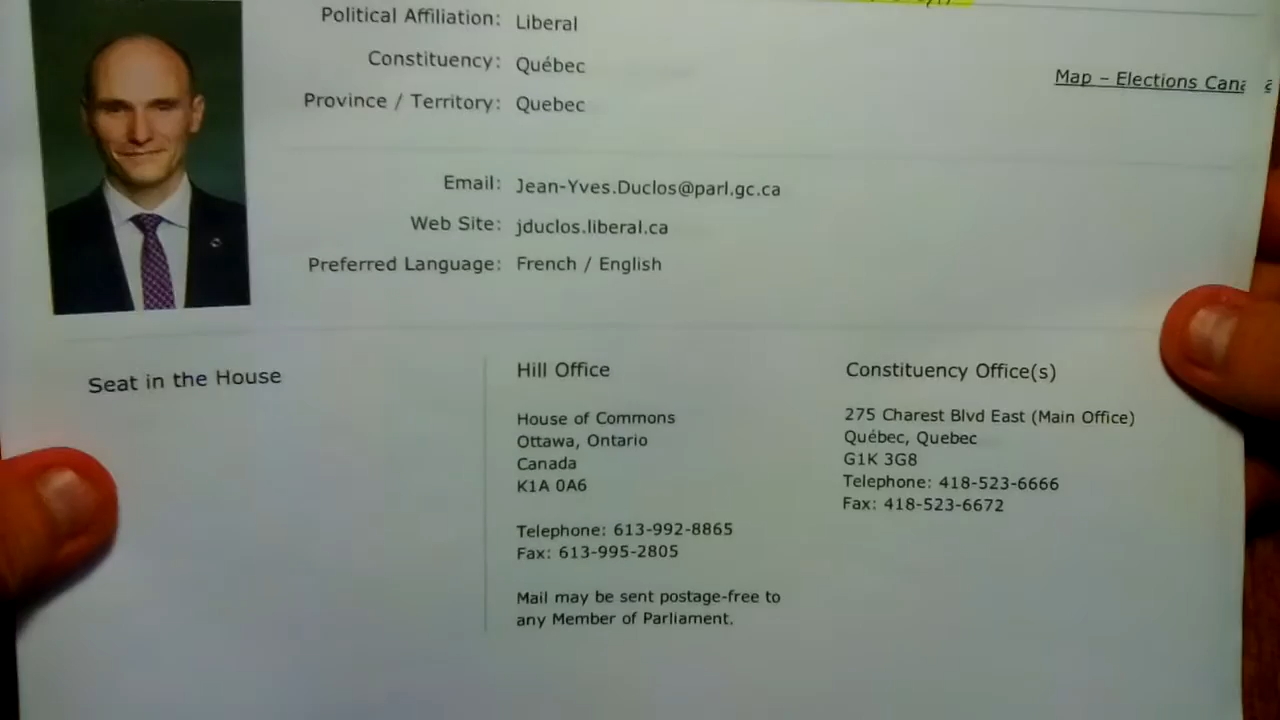 Political Affiliation: Liberal
Constituency: Québec
Province / Territory: Quebec
Map – Elections
Email: Jean-Yves.Duclos@parl.gc.ca
Web Site: jduclos.liberal.ca
Preferred Language: French / English
Seat in the House
Hill Office
House of Commons
Ottawa, Ontario
Canada
K1A 0A6
Telephone: 613-992-8865
Fax: 613-995-2805
Mail may be sent postage-free to
any Member of Parliament.
Constituency Office(s)
275 Charest Blvd East (Main Office)
Québec, Quebec
G1K 3G8
Telephone: 418-523-6666
Fax: 418-523-6672